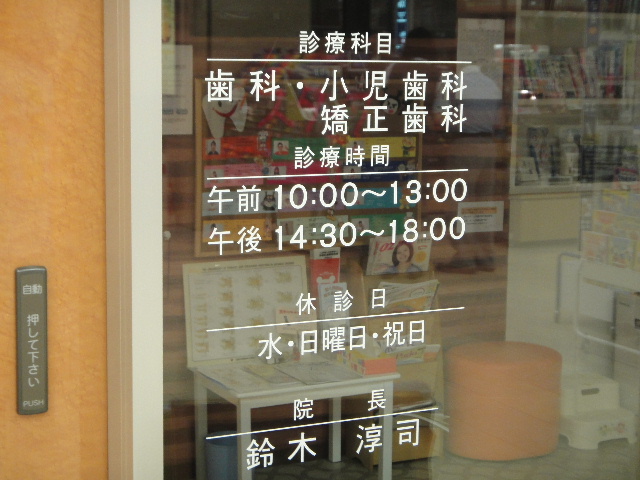 診療科目
歯科・小児歯科
矯正歯科
診療時間
午前 10:00～13:00
午後 14:30～18:00
休診日
水・日曜日・祝日
院長
鈴木 淳司
自動
押して下さい
PUSH